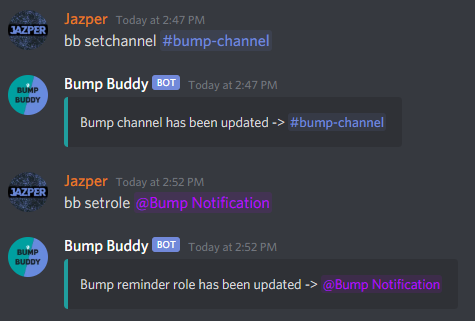 JAZPER
Jazper Today at 2:47 PM
bb setchannel #bump-channel
BUMP
BUDDY
Bump Buddy BOT Today at 2:47 PM
Bump channel has been updated -> #bump-channel
JAZPER
Jazper Today at 2:52 PM
bb setrole @Bump Notification
BUMP
BUDDY
Bump Buddy BOT Today at 2:52 PM
Bump reminder role has been updated -> @Bump Notification